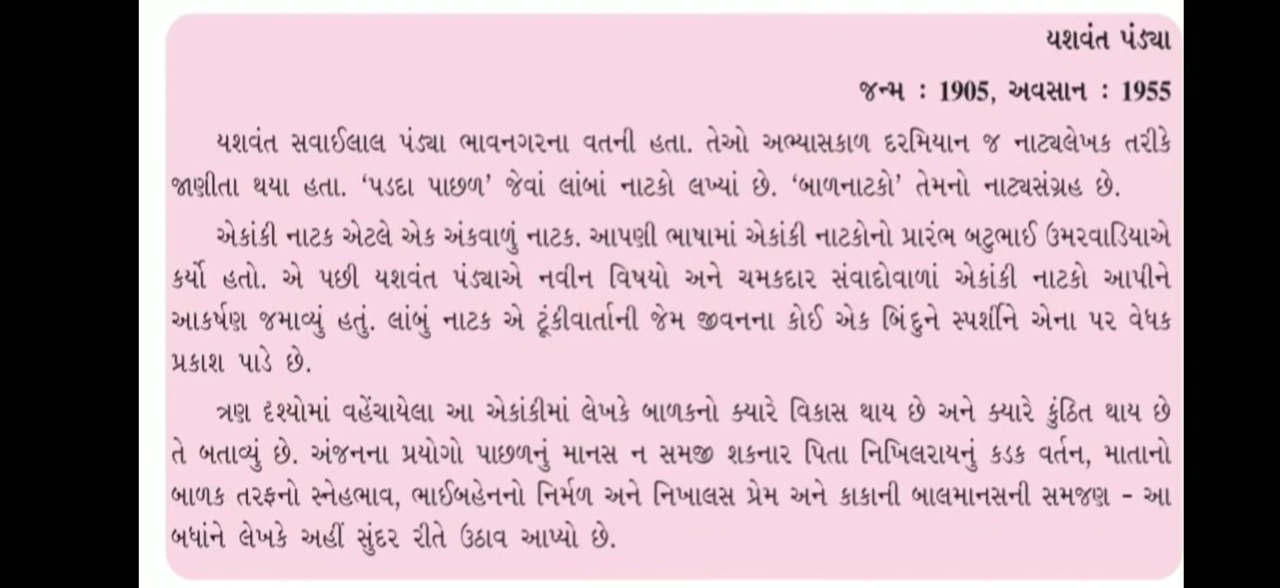 યશવંત પંડ્યા
જન્મ : 1905, અવસાન : 1955
યશવંત સવાઈલાલ પંડ્યા ભાવનગરના વતની હતા. તેઓ અભ્યાસકાળ દરમિયાન જ નાટ્યલેખક તરીકે
જાણીતા થયા હતા. ‘પડદા પાછળ’ જેવાં લાંબાં નાટકો લખ્યાં છે. ‘બાળનાટકો’ તેમનો નાટ્યસંગ્રહ છે.
એકાંકી નાટક એટલે એક અંકવાળું નાટક. આપણી ભાષામાં એકાંકી નાટકોનો પ્રારંભ બટુભાઈ ઉમરવાડિયાએ
કર્યો હતો. એ પછી યશવંત પંડ્યાએ નવીન વિષયો અને ચમકદાર સંવાદોવાળાં એકાંકી નાટકો આપીને
આકર્ષણ જમાવ્યું હતું. લાંબું નાટક એ ટૂંકીવાર્તાની જેમ જીવનના કોઈ એક બિંદુને સ્પર્શીને એના પર વેધક
પ્રકાશ પાડે છે.
ત્રણ દૃશ્યોમાં વહેંચાયેલા આ એકાંકીમાં લેખકે બાળકનો ક્યારે વિકાસ થાય છે અને ક્યારે કુંઠિત થાય છે
તે બતાવ્યું છે. અંજનના પ્રયોગો પાછળનું માનસ ન સમજી શકનાર પિતા નિખિલરાયનું કડક વર્તન, માતાનો
બાળક તરફનો સ્નેહભાવ, ભાઈબહેનનો નિર્મળ અને નિખાલસ પ્રેમ અને કાકાની બાલમાનસની સમજણ – આ
બધાંને લેખકે અહીં સુંદર રીતે ઉઠાવ આપ્યો છે.